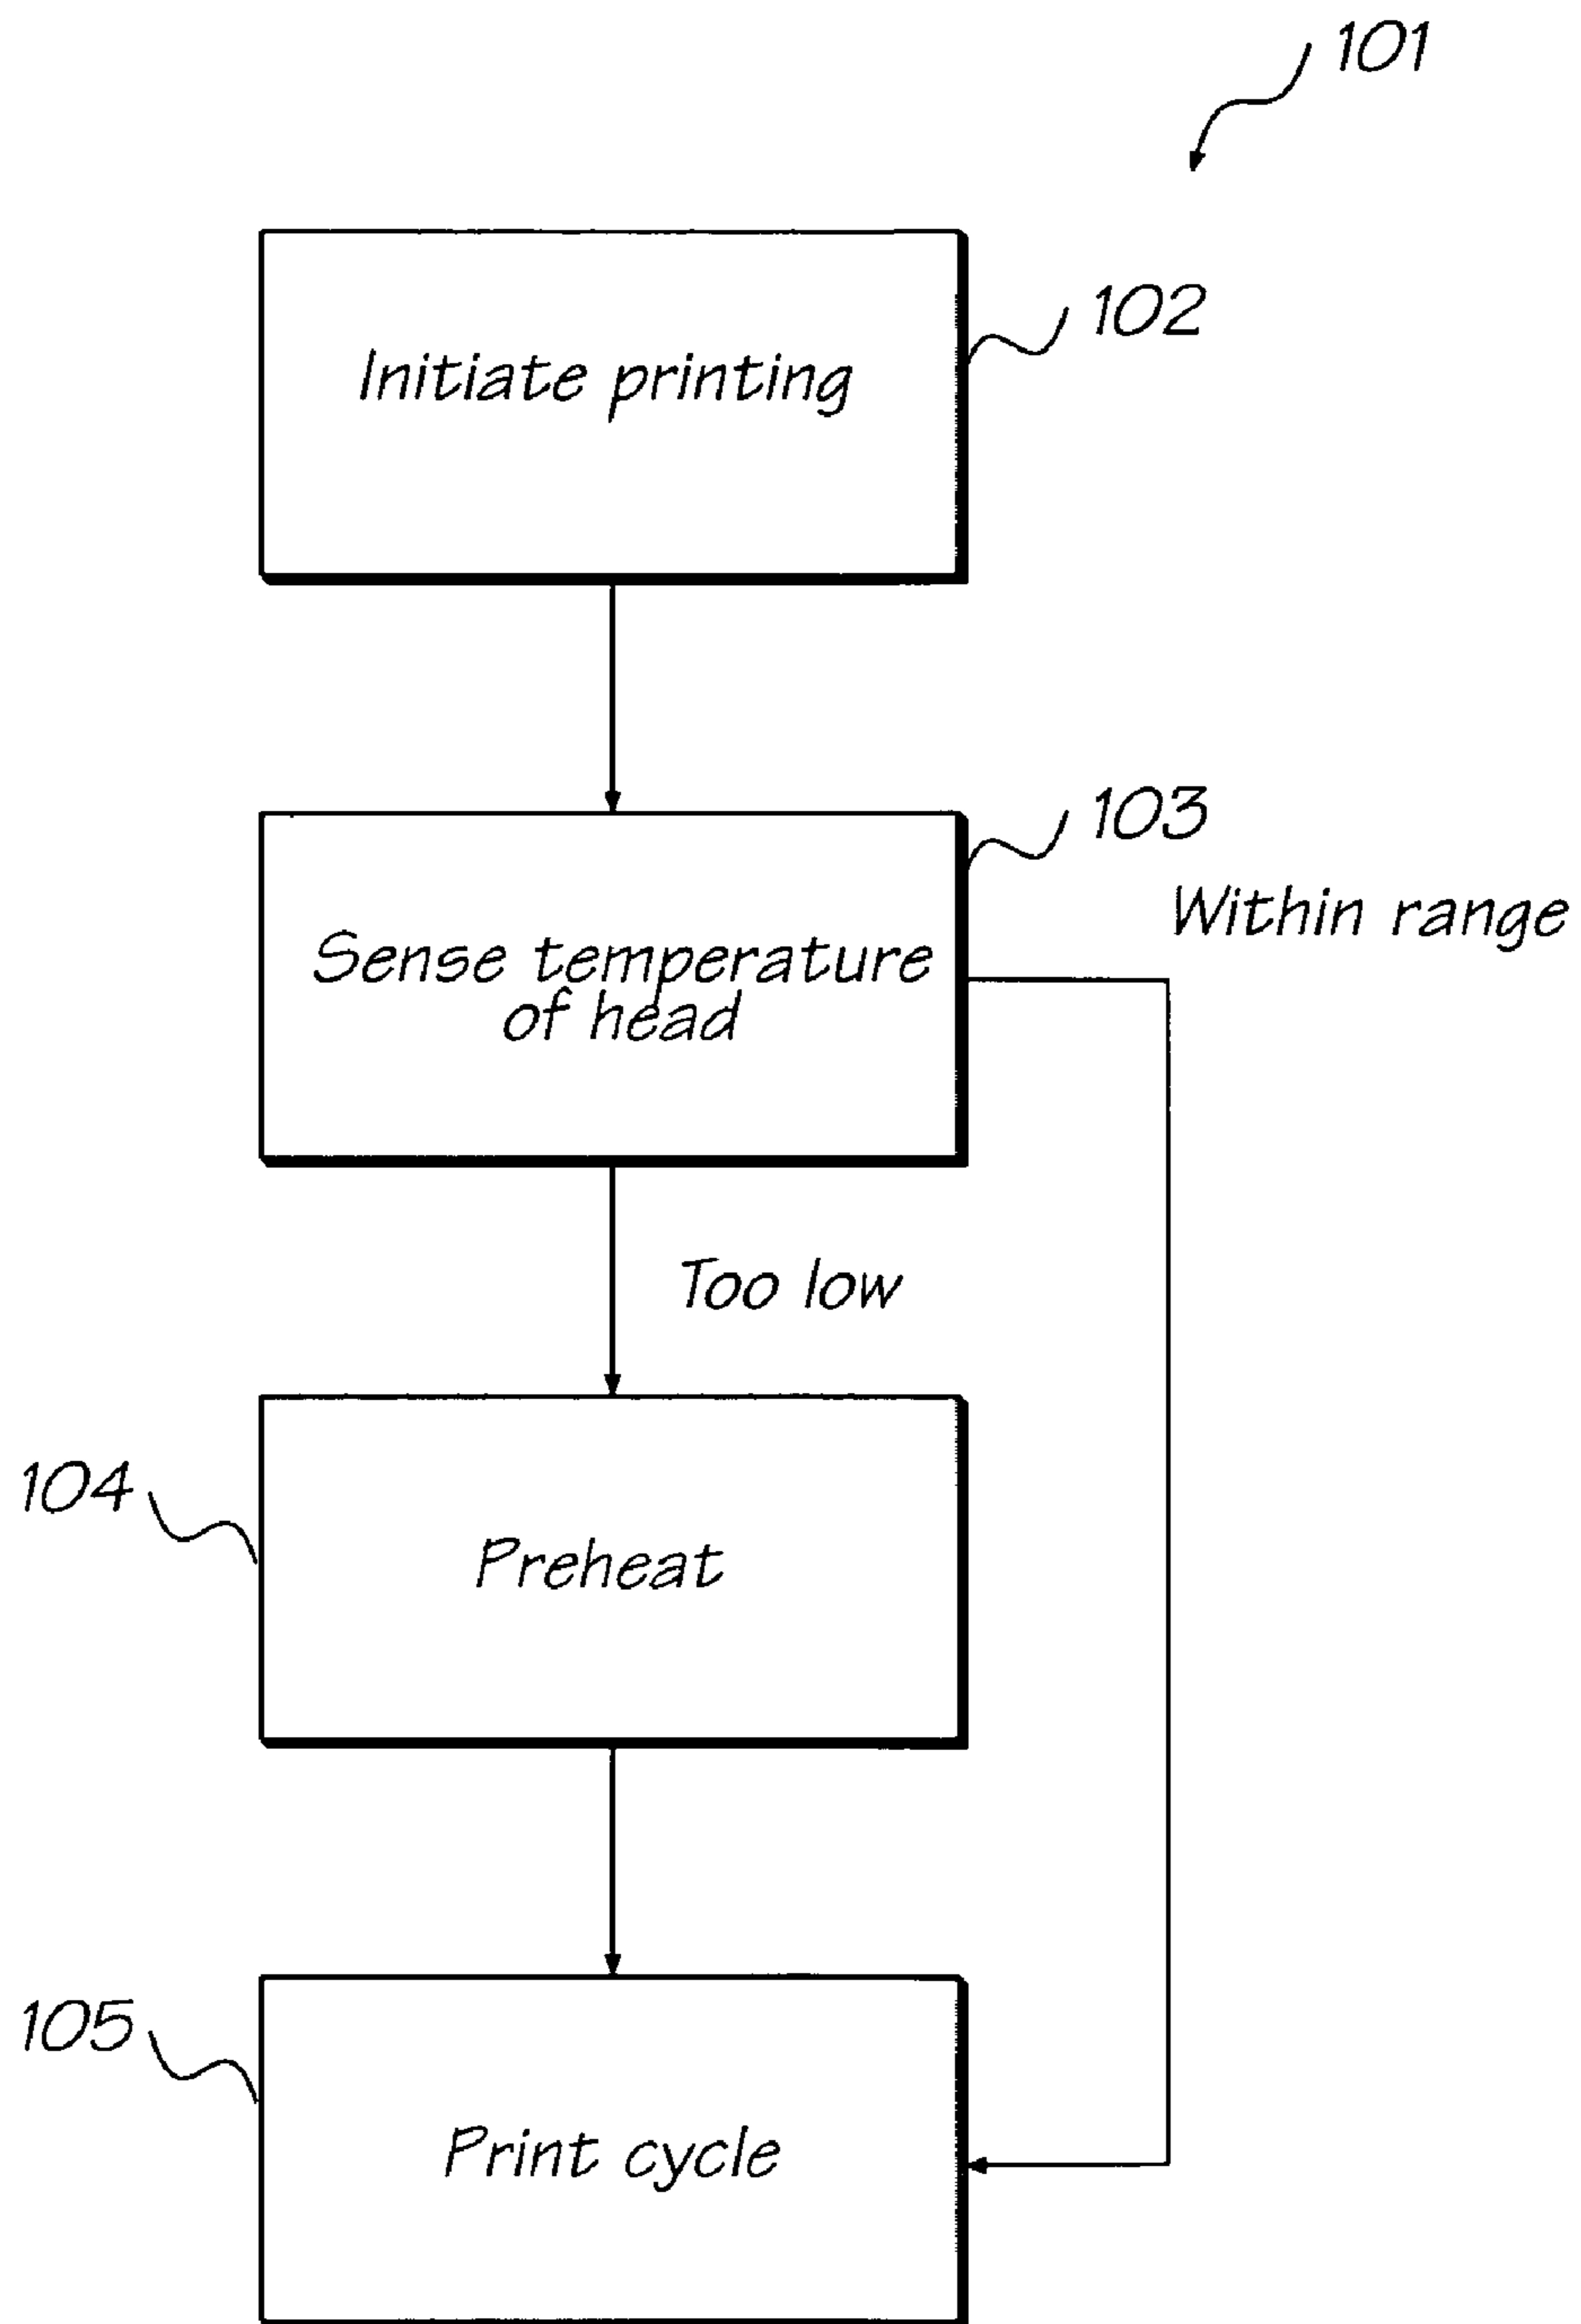 101
102
Initiate printing
103
Within range
Sense temperature
of head
Too low
104
Preheat
105
Print cycle